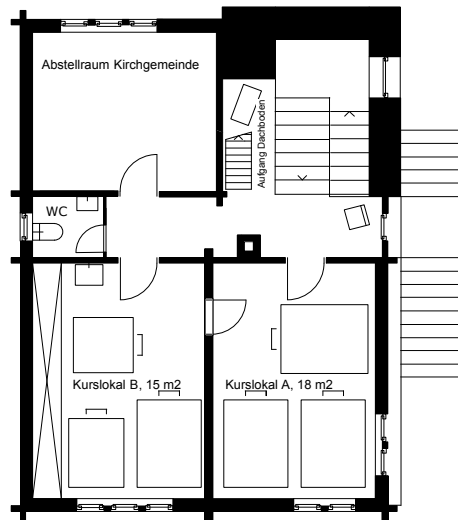 Abstellraum Kirchgemeinde
Aufgang Dachboden
WC
Kurslokal B, 15 m2
Kurslokal A, 18 m2